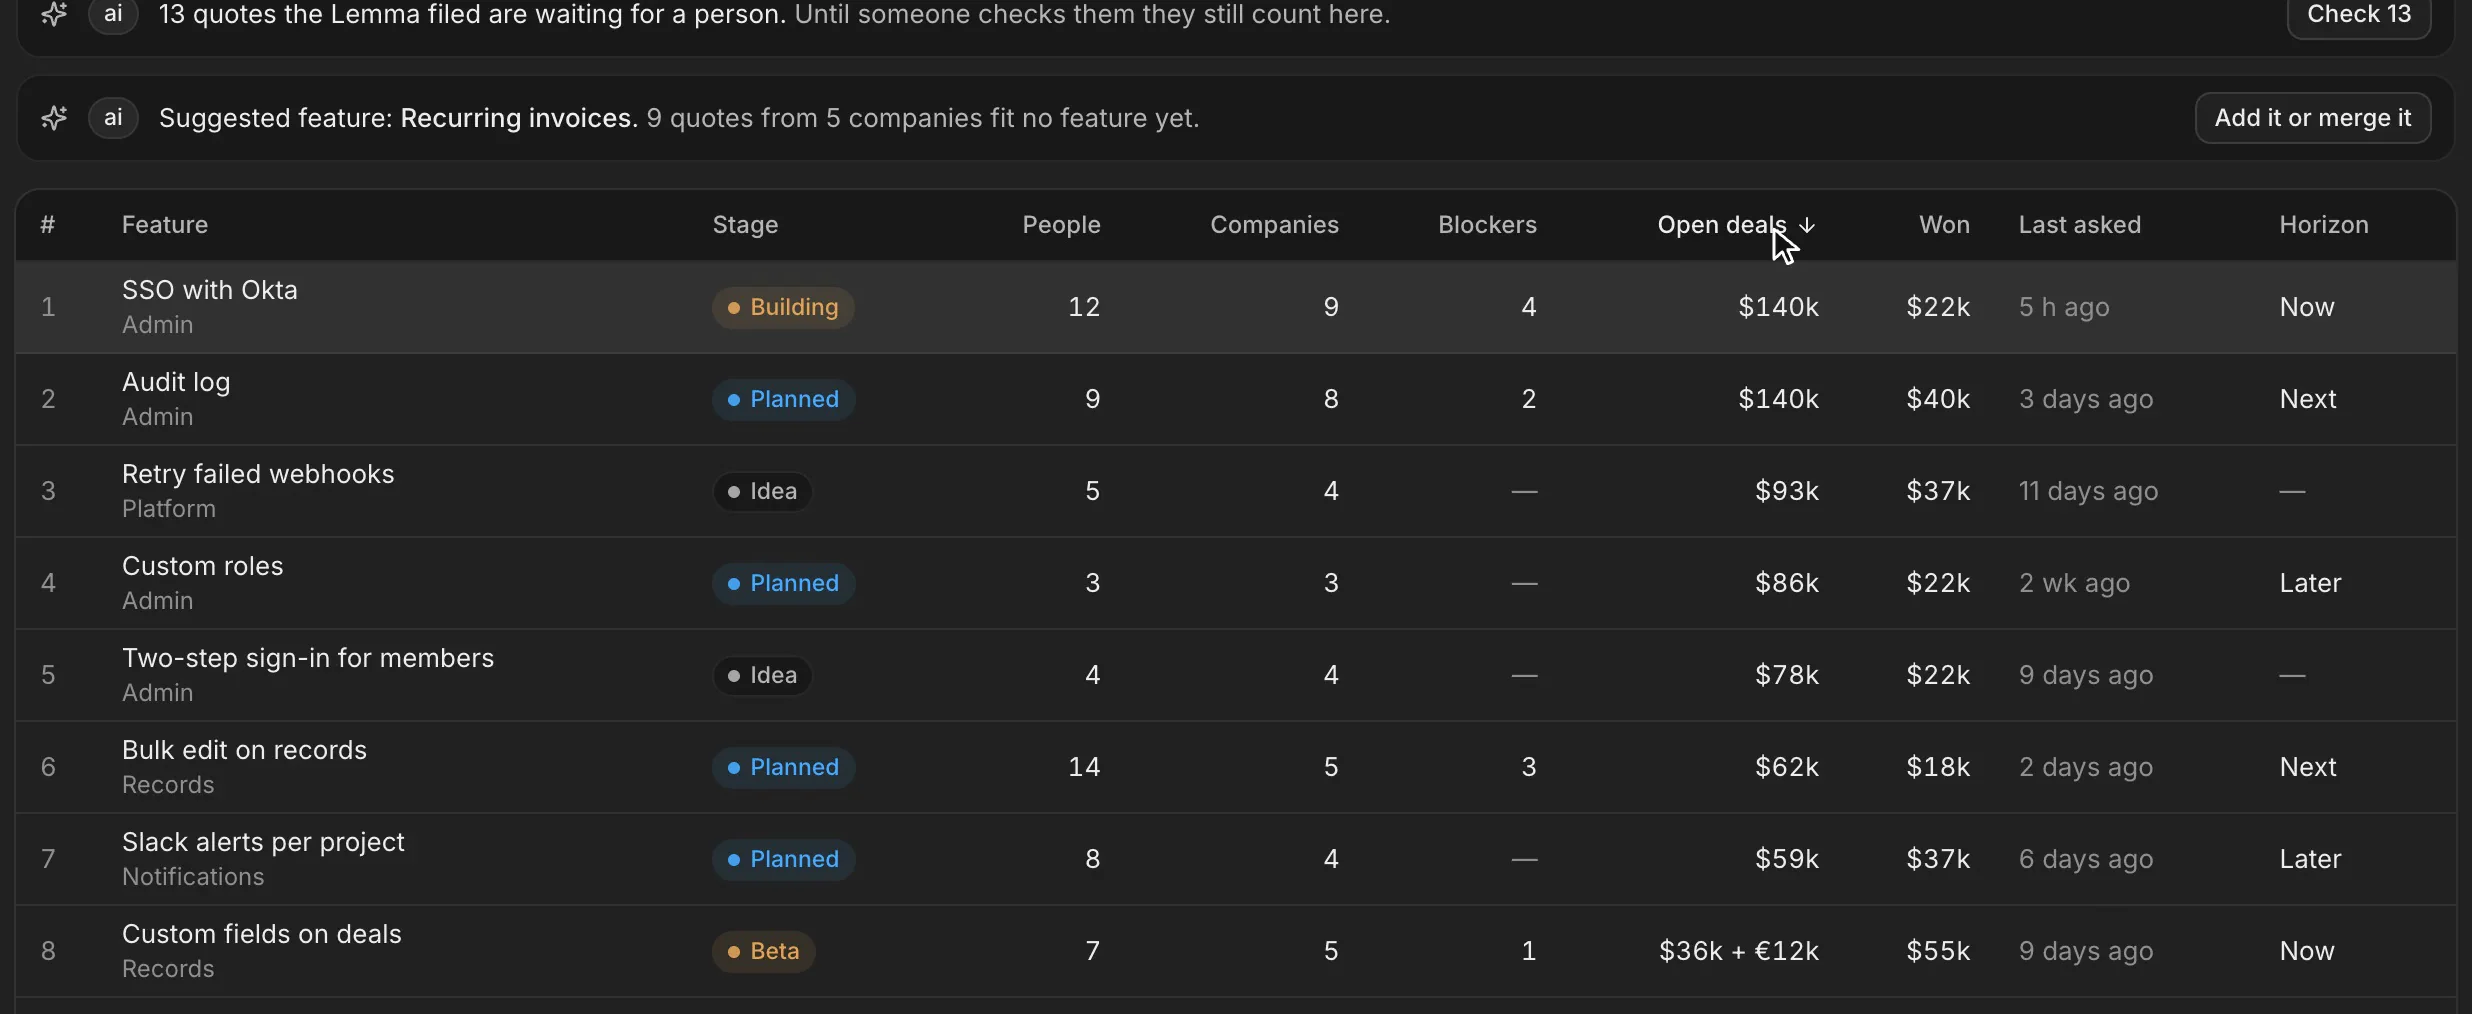 ai 13 quotes the Lemma filed are waiting for a person. Until someone checks them they still count here. Check 13
ai Suggested feature: Recurring invoices. 9 quotes from 5 companies fit no feature yet. Add it or merge it
# Feature Stage People Companies Blockers Open deals ↓ Won Last asked Horizon
1 SSO with Okta Building 12 9 4 $140k $22k 5 h ago Now
Admin
2 Audit log Planned 9 8 2 $140k $40k 3 days ago Next
Admin
3 Retry failed webhooks Idea 5 4 — $93k $37k 11 days ago —
Platform
4 Custom roles Planned 3 3 — $86k $22k 2 wk ago Later
Admin
5 Two-step sign-in for members Idea 4 4 — $78k $22k 9 days ago —
Admin
6 Bulk edit on records Planned 14 5 3 $62k $18k 2 days ago Next
Records
7 Slack alerts per project Planned 8 4 — $59k $37k 6 days ago Later
Notifications
8 Custom fields on deals Beta 7 5 1 $36k + €12k $55k 9 days ago Now
Records